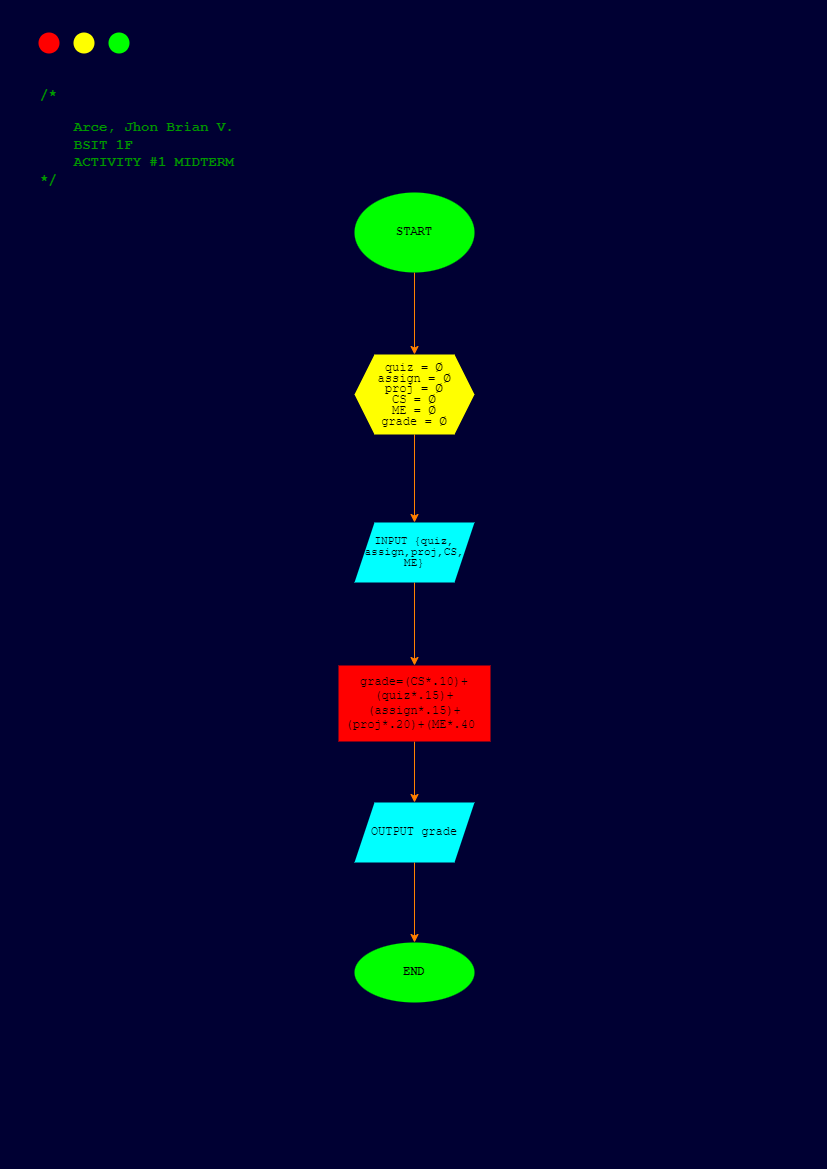 /*
Arce, Jhon Brian V.
BSIT 1F
ACTIVITY #1 MIDTERM
*/
START
quiz = Ø
assign = Ø
proj = Ø
CS = Ø
ME = Ø
grade = Ø
INPUT {quiz,
assign,proj,CS,
ME}
grade=(CS*.10)+
(quiz*.15)+
(assign*.15)+
(proj*.20)+(ME*.40
OUTPUT grade
END